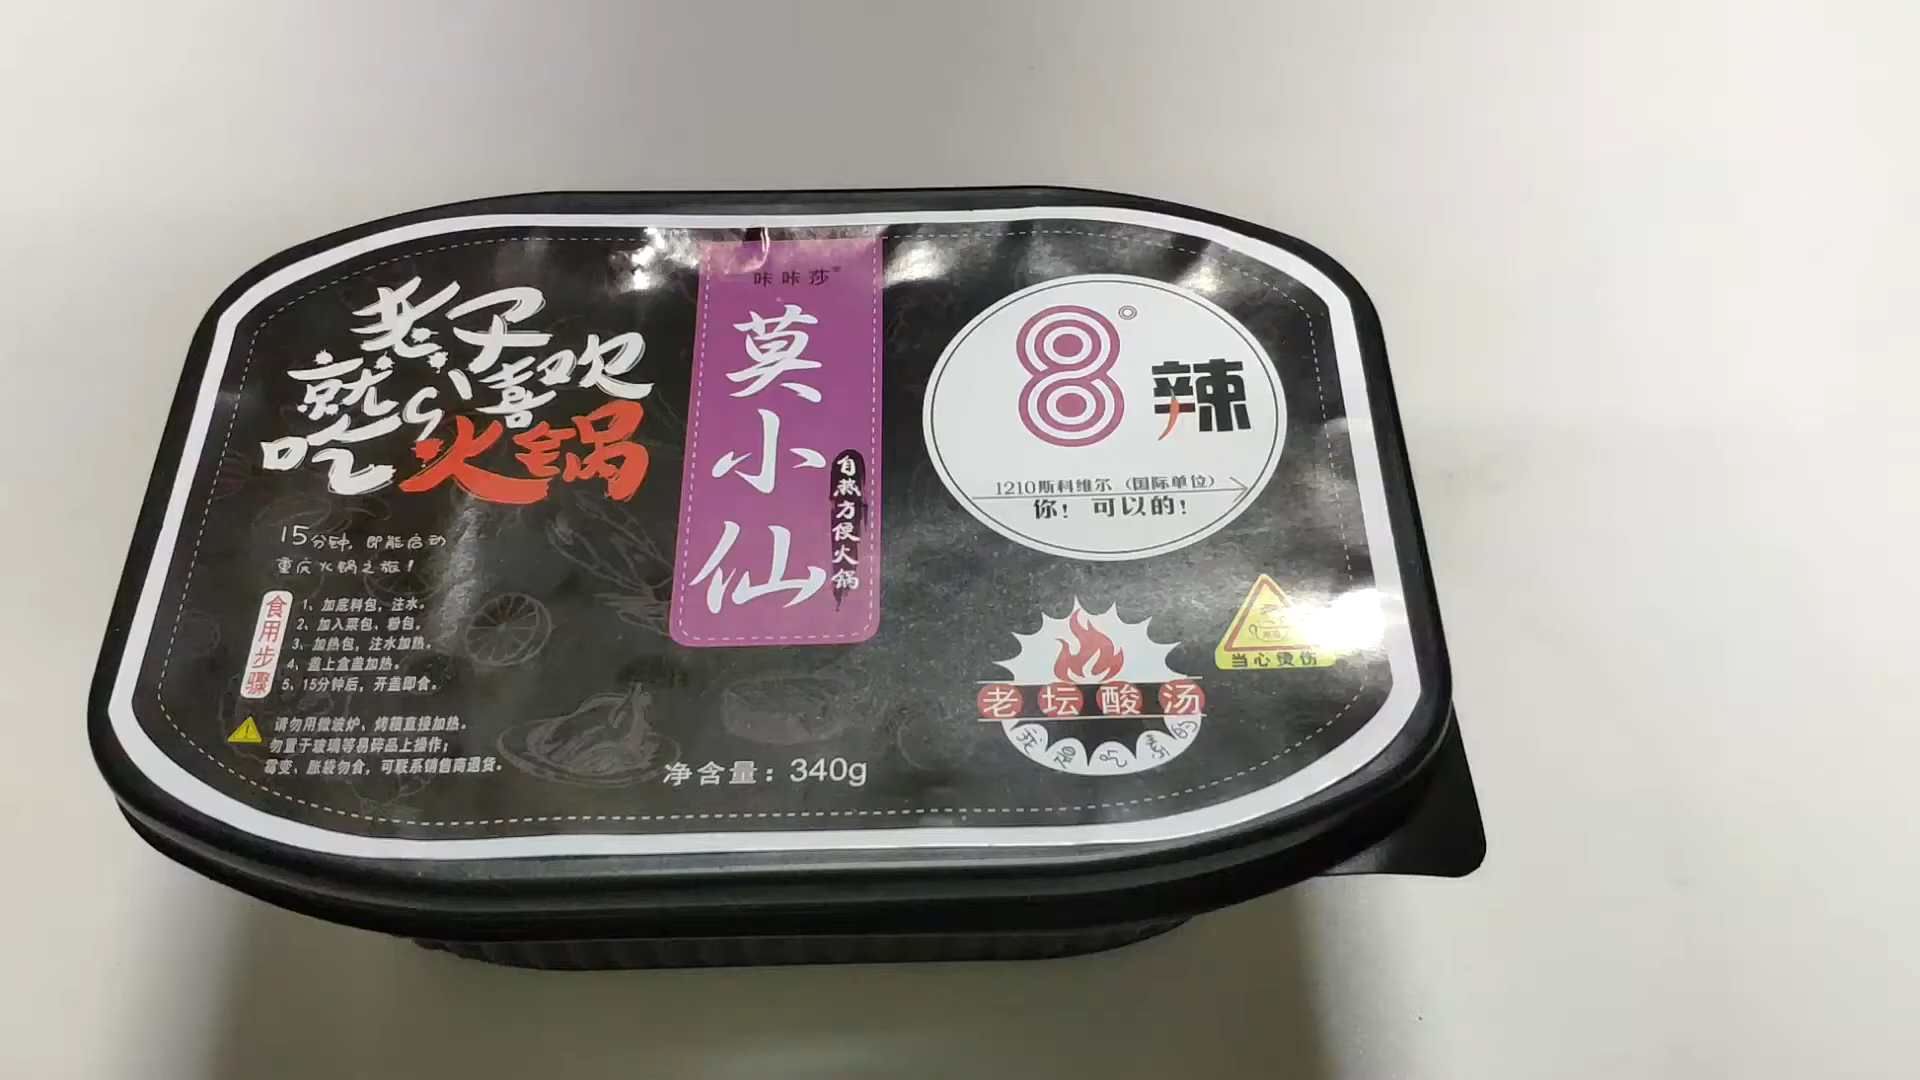 老子
就是喜欢
吃火锅
15分钟,即能启动
重庆火锅之旅!
食用步骤
1、加底料包,注水。
2、加入菜包、粉包。
3、加热包,注水加热。
4、盖上盒盖加热。
5、15分钟后,开盖即食。
请勿用微波炉、烤箱直接加热。
勿置于玻璃等易碎品上操作;
霉变、胀袋勿食,可联系销售商退货。
咔咔莎®
莫小仙
自热方便火锅
净含量:340g
8°辣
1210斯科维尔(国际单位)
你!可以的!
老坛酸汤
我是吃素的
当心烫伤